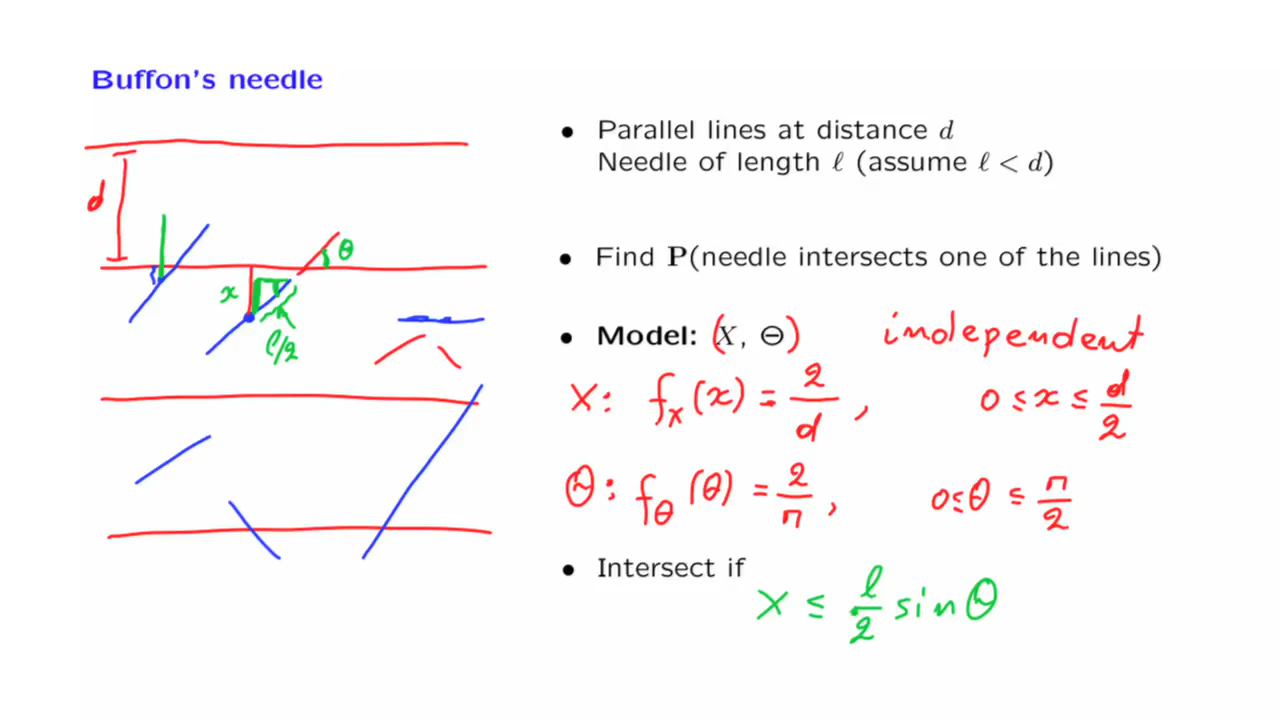 Buffon's needle
• Parallel lines at distance d
Needle of length ℓ (assume ℓ < d)
d
θ
x
ℓ/2
• Find P(needle intersects one of the lines)
• Model: (X, Θ) independent
X: f_X(x) = 2/d, 0 ≤ x ≤ d/2
Θ: f_Θ(θ) = 2/π, 0 ≤ θ ≤ π/2
• Intersect if
X ≤ ℓ/2 sin Θ